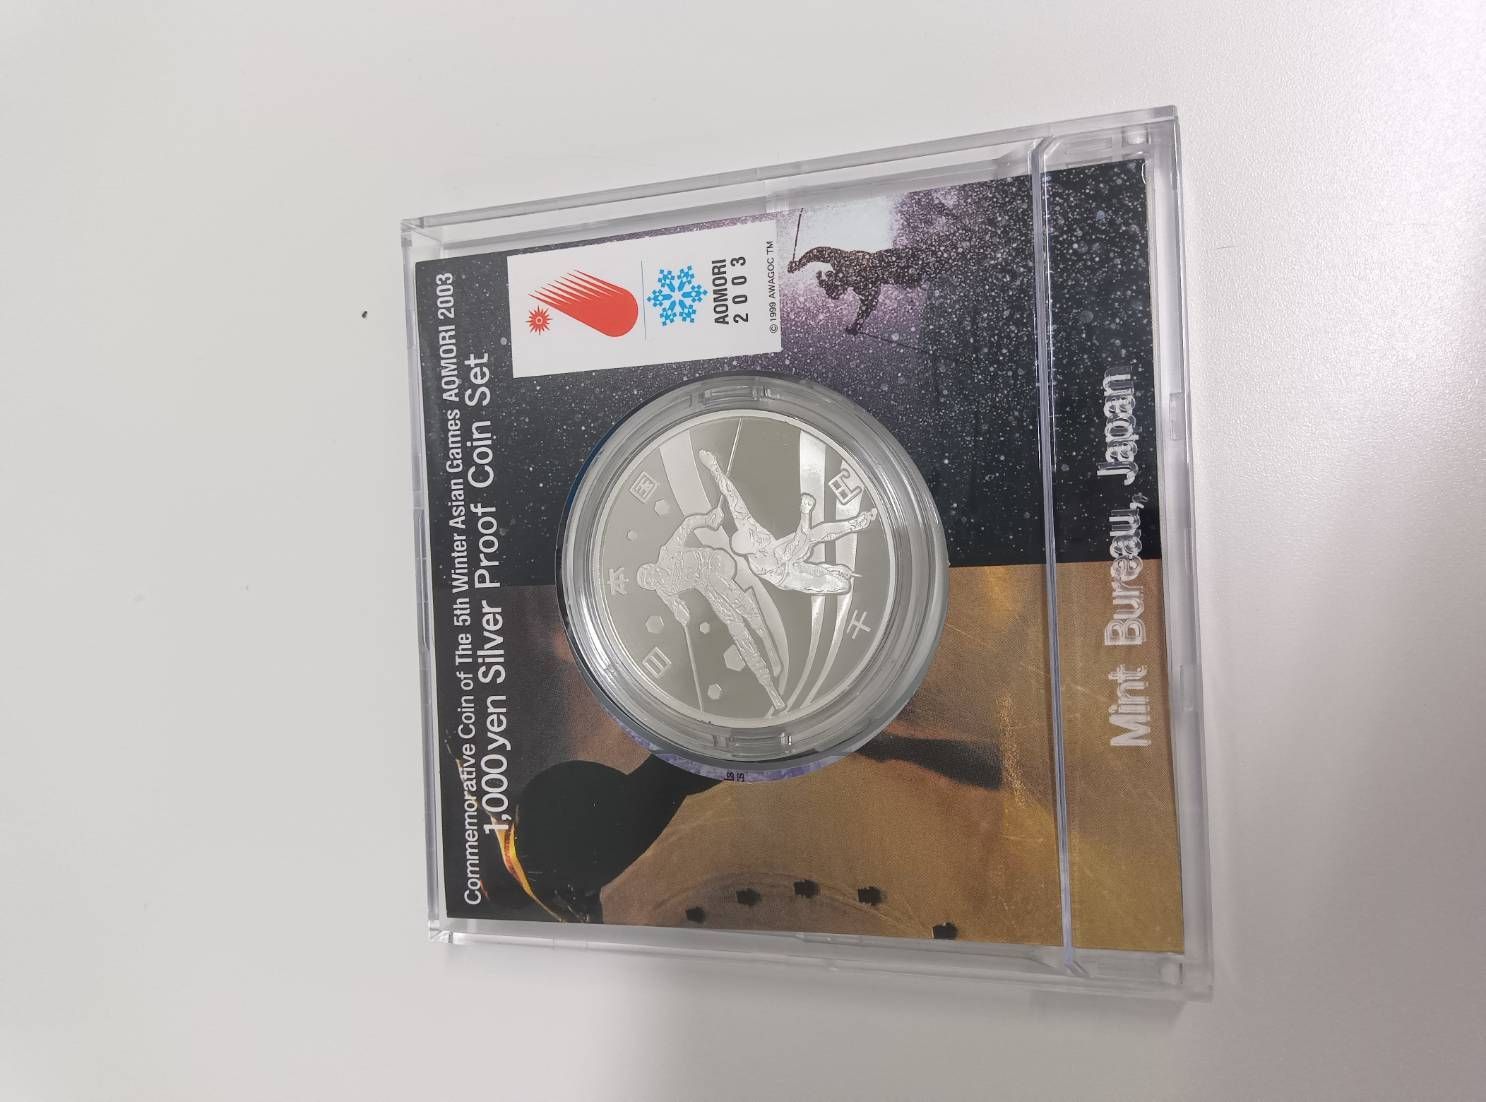 Commemorative Coin of The 5th Winter Asian Games AOMORI 2003
1,000yen Silver Proof Coin Set
AOMORI
2003
© 1999 AWAGOC TM
日本国
千円
Mint Bureau, Japan